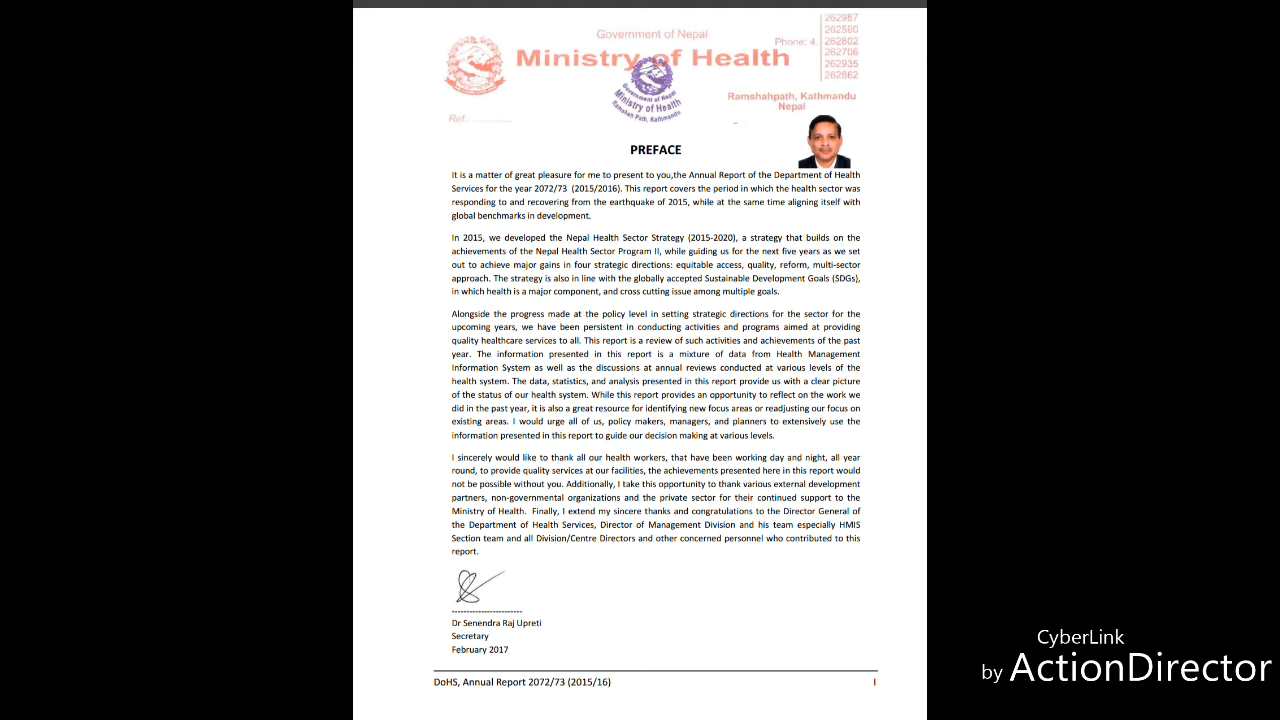 Government of Nepal
Ministry of Health
Phone: 4.
262987
262590
262802
262706
262935
262862
Government of Nepal
Ministry of Health
Ramshah Path, Kathmandu
Ramshahpath, Kathmandu
Nepal
Ref.:
PREFACE
It is a matter of great pleasure for me to present to you,the Annual Report of the Department of Health
Services for the year 2072/73 (2015/2016). This report covers the period in which the health sector was
responding to and recovering from the earthquake of 2015, while at the same time aligning itself with
global benchmarks in development.
In 2015, we developed the Nepal Health Sector Strategy (2015-2020), a strategy that builds on the
achievements of the Nepal Health Sector Program II, while guiding us for the next five years as we set
out to achieve major gains in four strategic directions: equitable access, quality, reform, multi-sector
approach. The strategy is also in line with the globally accepted Sustainable Development Goals (SDGs),
in which health is a major component, and cross cutting issue among multiple goals.
Alongside the progress made at the policy level in setting strategic directions for the sector for the
upcoming years, we have been persistent in conducting activities and programs aimed at providing
quality healthcare services to all. This report is a review of such activities and achievements of the past
year. The information presented in this report is a mixture of data from Health Management
Information System as well as the discussions at annual reviews conducted at various levels of the
health system. The data, statistics, and analysis presented in this report provide us with a clear picture
of the status of our health system. While this report provides an opportunity to reflect on the work we
did in the past year, it is also a great resource for identifying new focus areas or readjusting our focus on
existing areas. I would urge all of us, policy makers, managers, and planners to extensively use the
information presented in this report to guide our decision making at various levels.
I sincerely would like to thank all our health workers, that have been working day and night, all year
round, to provide quality services at our facilities, the achievements presented here in this report would
not be possible without you. Additionally, I take this opportunity to thank various external development
partners, non-governmental organizations and the private sector for their continued support to the
Ministry of Health. Finally, I extend my sincere thanks and congratulations to the Director General of
the Department of Health Services, Director of Management Division and his team especially HMIS
Section team and all Division/Centre Directors and other concerned personnel who contributed to this
report.
------------------------
Dr Senendra Raj Upreti
Secretary
February 2017
DoHS, Annual Report 2072/73 (2015/16) I
CyberLink
by ActionDirector